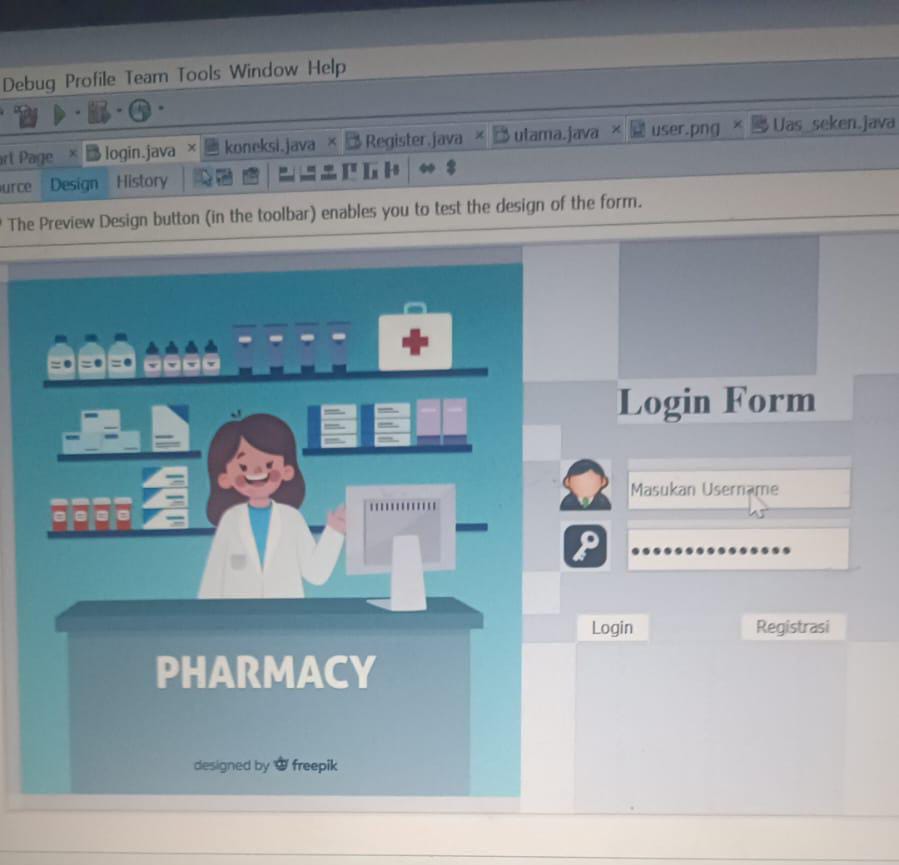 Debug Profile Team Tools Window Help
art Page × login.java × koneksi.java × Register.java × utama.java × user.png × Uas_seken.java
ource Design History
The Preview Design button (in the toolbar) enables you to test the design of the form.
Login Form
Masukan Username
Login Registrasi
PHARMACY
designed by freepik